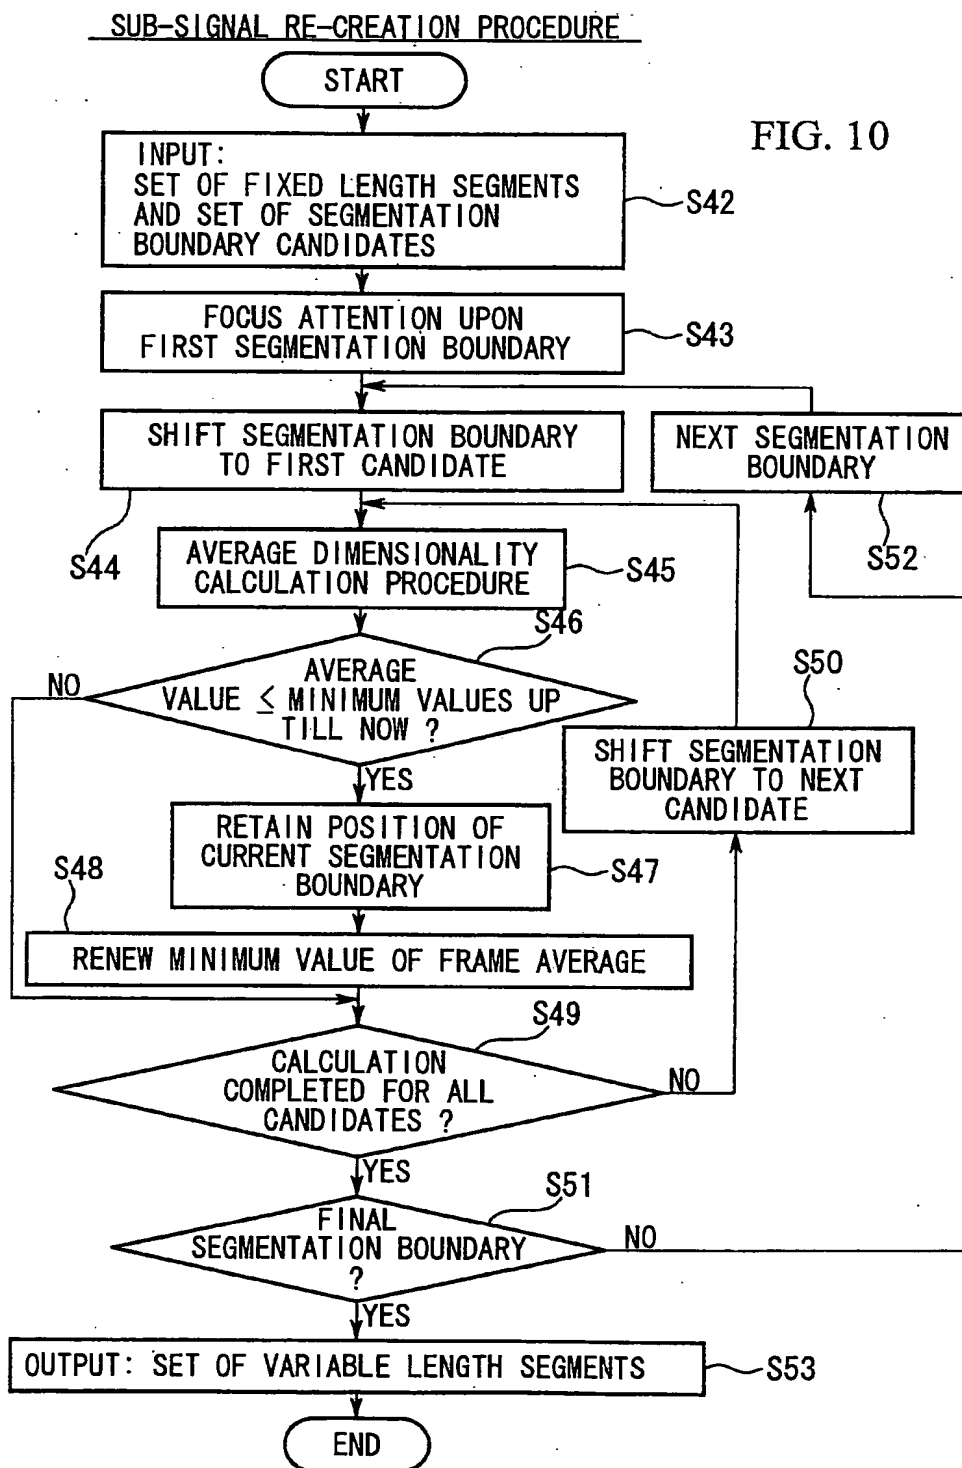 SUB-SIGNAL RE-CREATION PROCEDURE
START
FIG. 10
INPUT:
SET OF FIXED LENGTH SEGMENTS
AND SET OF SEGMENTATION
BOUNDARY CANDIDATES
S42
FOCUS ATTENTION UPON
FIRST SEGMENTATION BOUNDARY
S43
SHIFT SEGMENTATION BOUNDARY
TO FIRST CANDIDATE
S44
NEXT SEGMENTATION
BOUNDARY
S52
AVERAGE DIMENSIONALITY
CALCULATION PROCEDURE
S45
S46
AVERAGE
VALUE ≤ MINIMUM VALUES UP
TILL NOW ?
NO
YES
S50
SHIFT SEGMENTATION
BOUNDARY TO NEXT
CANDIDATE
RETAIN POSITION OF
CURRENT SEGMENTATION
BOUNDARY
S47
S48
RENEW MINIMUM VALUE OF FRAME AVERAGE
S49
CALCULATION
COMPLETED FOR ALL
CANDIDATES ?
NO
YES
S51
FINAL
SEGMENTATION BOUNDARY
?
NO
YES
OUTPUT: SET OF VARIABLE LENGTH SEGMENTS
S53
END